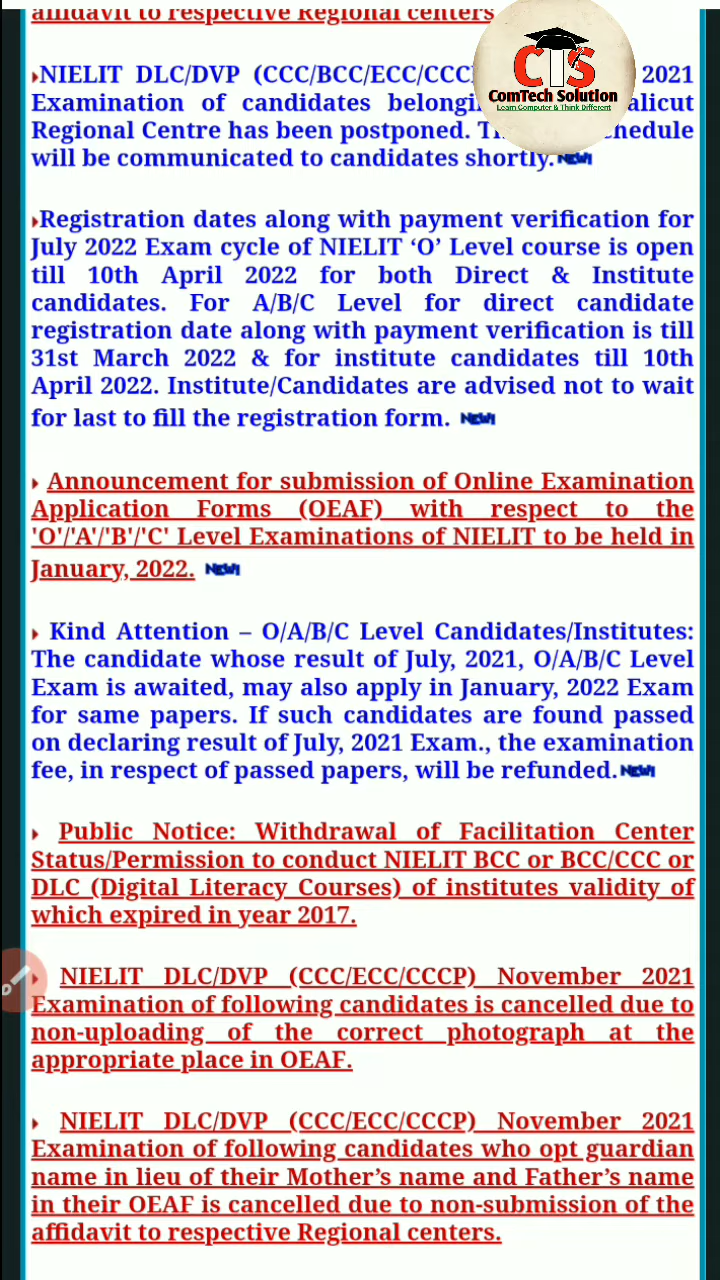 affidavit to respective Regional centers
▸NIELIT DLC/DVP (CCC/BCC/ECC/CCC 2021
Examination of candidates alicut
Regional Centre has been postponed.
will be communicated to candidates shortly. NEW!
CTS
ComTech Solution
Learn Computer & Think Different
▸Registration dates along with payment verification for
July 2022 Exam cycle of NIELIT ‘O’ Level course is open
till 10th April 2022 for both Direct & Institute
candidates. For A/B/C Level for direct candidate
registration date along with payment verification is till
31st March 2022 & for institute candidates till 10th
April 2022. Institute/Candidates are advised not to wait
for last to fill the registration form. NEW!
▸ Announcement for submission of Online Examination
Application Forms (OEAF) with respect to the
'O'/'A'/'B'/'C' Level Examinations of NIELIT to be held in
January, 2022. NEW!
▸ Kind Attention – O/A/B/C Level Candidates/Institutes:
The candidate whose result of July, 2021, O/A/B/C Level
Exam is awaited, may also apply in January, 2022 Exam
for same papers. If such candidates are found passed
on declaring result of July, 2021 Exam., the examination
fee, in respect of passed papers, will be refunded. NEW!
▸ Public Notice: Withdrawal of Facilitation Center
Status/Permission to conduct NIELIT BCC or BCC/CCC or
DLC (Digital Literacy Courses) of institutes validity of
which expired in year 2017.
▸ NIELIT DLC/DVP (CCC/ECC/CCCP) November 2021
Examination of following candidates is cancelled due to
non-uploading of the correct photograph at the
appropriate place in OEAF.
▸ NIELIT DLC/DVP (CCC/ECC/CCCP) November 2021
Examination of following candidates who opt guardian
name in lieu of their Mother’s name and Father’s name
in their OEAF is cancelled due to non-submission of the
affidavit to respective Regional centers.